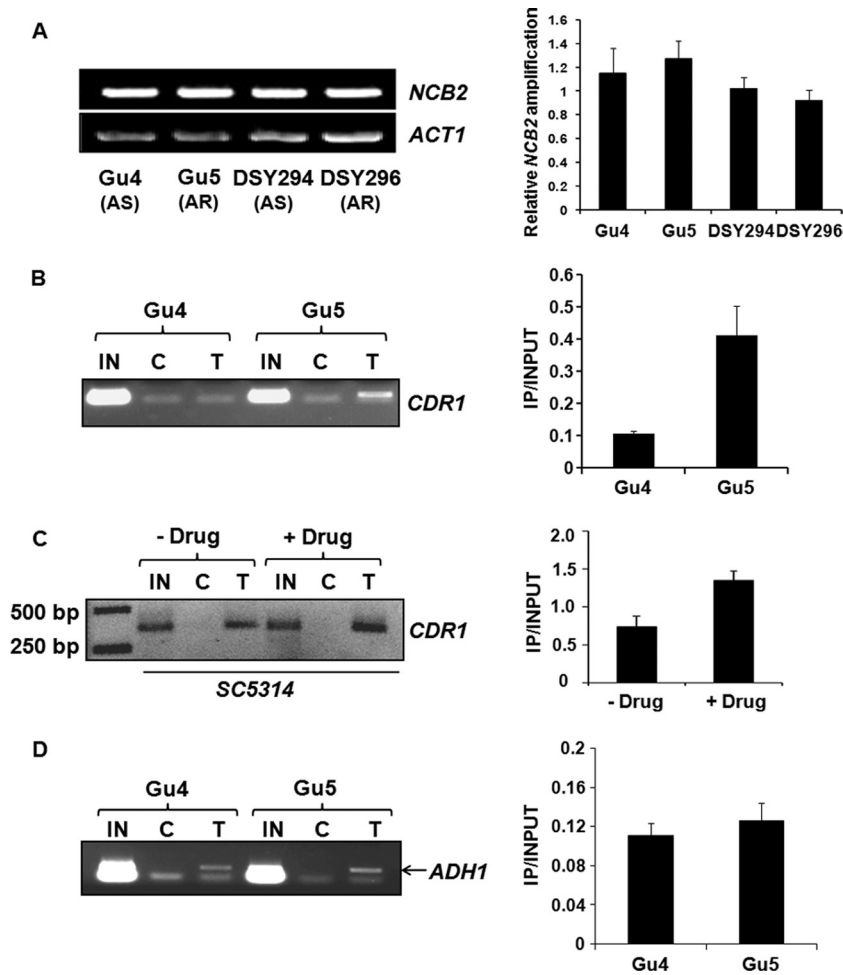 A
NCB2
ACT1
Gu4 Gu5 DSY294 DSY296
(AS) (AR) (AS) (AR)
Relative NCB2 amplification
1.6
1.4
1.2
1
0.8
0.6
0.4
0.2
0
Gu4 Gu5 DSY294 DSY296
B
Gu4 Gu5
IN C T IN C T
CDR1
IP/INPUT
0.6
0.5
0.4
0.3
0.2
0.1
0
Gu4 Gu5
C
- Drug + Drug
IN C T IN C T
500 bp
250 bp
CDR1
SC5314
IP/INPUT
2.0
1.5
1.0
0.5
0
- Drug + Drug
D
Gu4 Gu5
IN C T IN C T
ADH1
IP/INPUT
0.2
0.16
0.12
0.08
0.04
0
Gu4 Gu5